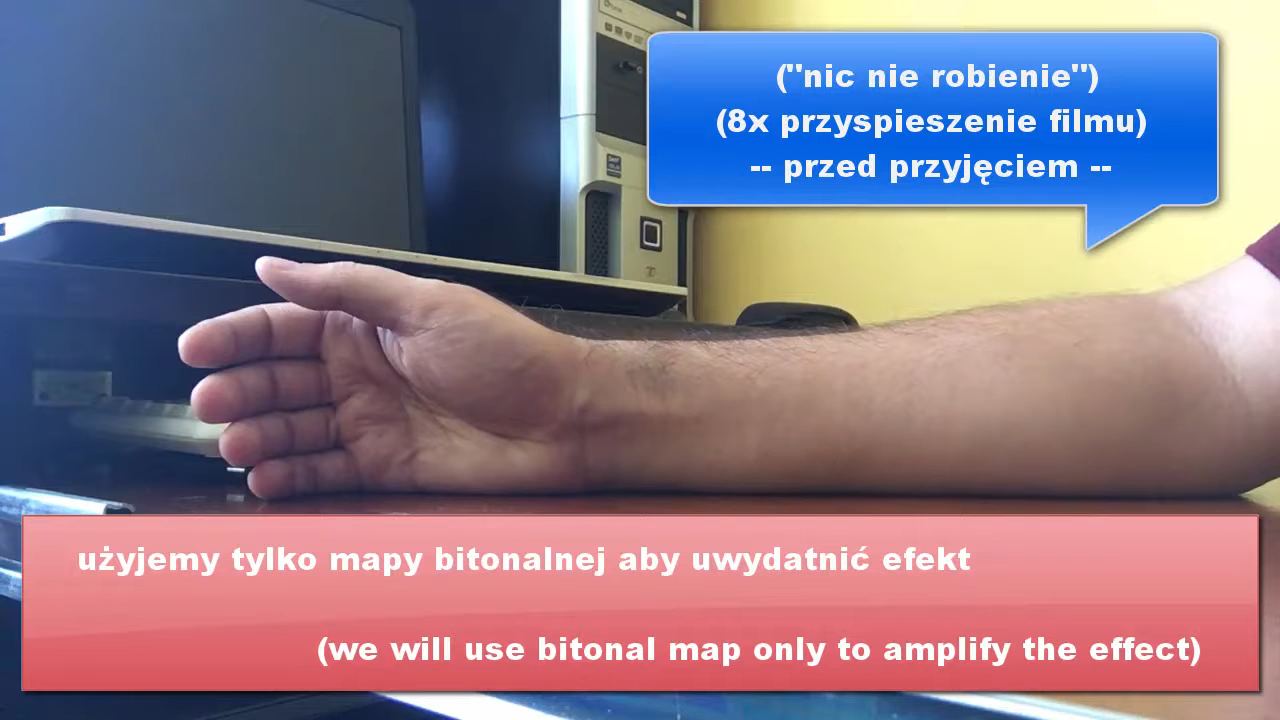 ("nic nie robienie")
(8x przyspieszenie filmu)
-- przed przyjęciem --
użyjemy tylko mapy bitonalnej aby uwydatnić efekt
(we will use bitonal map only to amplify the effect)